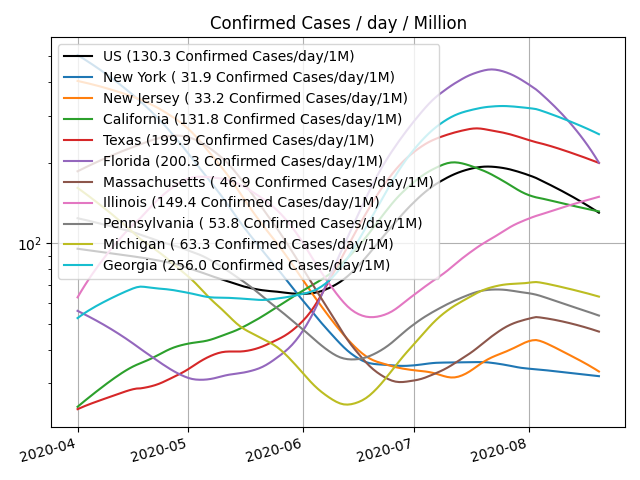 Confirmed Cases / day / Million
US (130.3 Confirmed Cases/day/1M)
New York ( 31.9 Confirmed Cases/day/1M)
New Jersey ( 33.2 Confirmed Cases/day/1M)
California (131.8 Confirmed Cases/day/1M)
Texas (199.9 Confirmed Cases/day/1M)
Florida (200.3 Confirmed Cases/day/1M)
Massachusetts ( 46.9 Confirmed Cases/day/1M)
Illinois (149.4 Confirmed Cases/day/1M)
Pennsylvania ( 53.8 Confirmed Cases/day/1M)
Michigan ( 63.3 Confirmed Cases/day/1M)
Georgia (256.0 Confirmed Cases/day/1M)
10²
2020-04 2020-05 2020-06 2020-07 2020-08